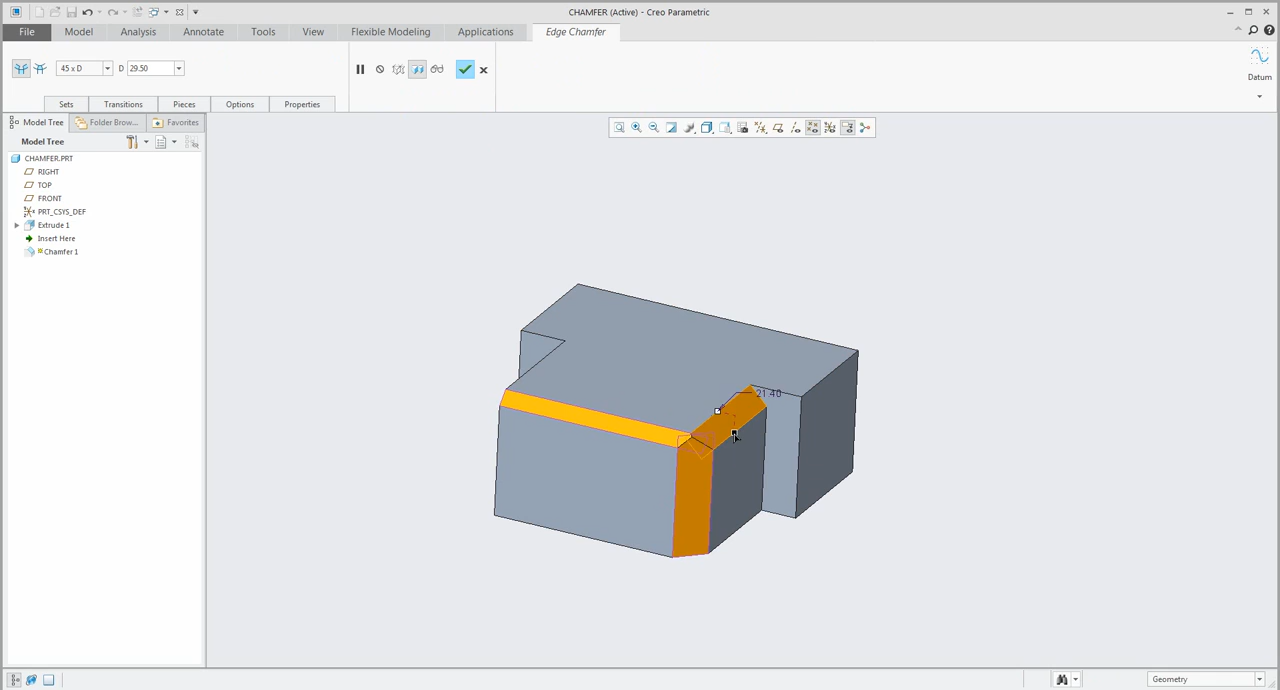 CHAMFER (Active) - Creo Parametric
File Model Analysis Annotate Tools View Flexible Modeling Applications Edge Chamfer
45 x D D 29.50
Datum
Sets Transitions Pieces Options Properties
Model Tree Folder Brow... Favorites
Model Tree
CHAMFER.PRT
RIGHT
TOP
FRONT
PRT_CSYS_DEF
Extrude 1
Insert Here
Chamfer 1
21.40
Geometry